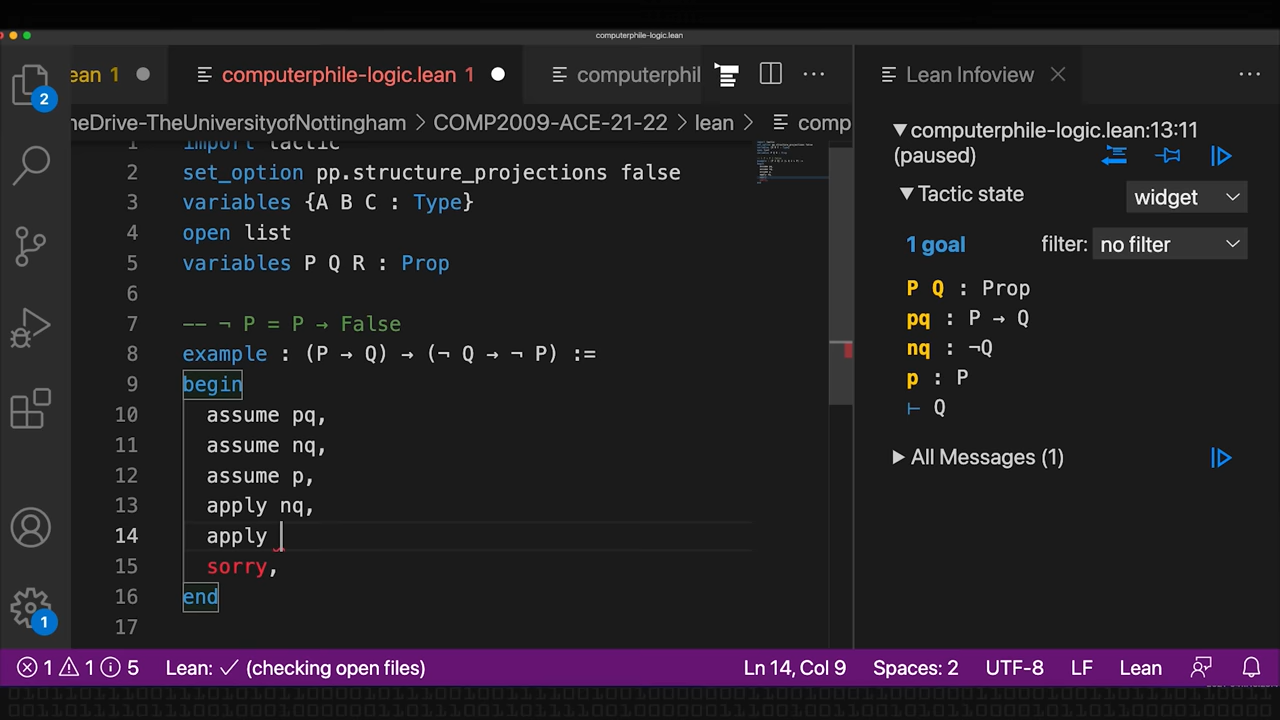 computerphile-logic.lean
ean 1
computerphile-logic.lean 1
computerphil
neDrive-TheUniversityofNottingham > COMP2009-ACE-21-22 > lean > comp
1 import tactic
2 set_option pp.structure_projections false
3 variables {A B C : Type}
4 open list
5 variables P Q R : Prop
6
7 -- ¬ P = P → False
8 example : (P → Q) → (¬ Q → ¬ P) :=
9 begin
10 assume pq,
11 assume nq,
12 assume p,
13 apply nq,
14 apply
15 sorry,
16 end
17
Lean Infoview
computerphile-logic.lean:13:11
(paused)
Tactic state
widget
1 goal
filter: no filter
P Q : Prop
pq : P → Q
nq : ¬Q
p : P
⊢ Q
All Messages (1)
2
1
1 1 5 Lean: ✓ (checking open files)
Ln 14, Col 9 Spaces: 2 UTF-8 LF Lean